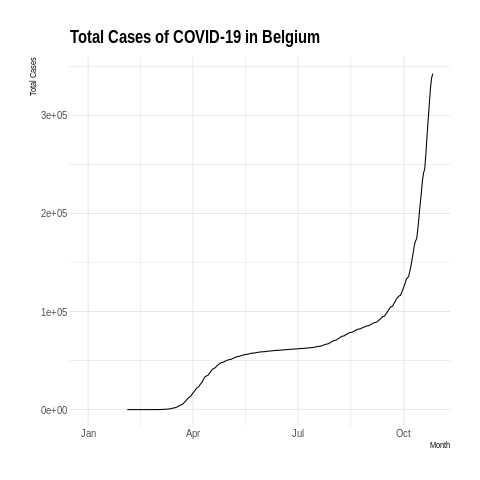 Total Cases of COVID-19 in Belgium
Total Cases
3e+05
2e+05
1e+05
0e+00
Jan Apr Jul Oct
Month